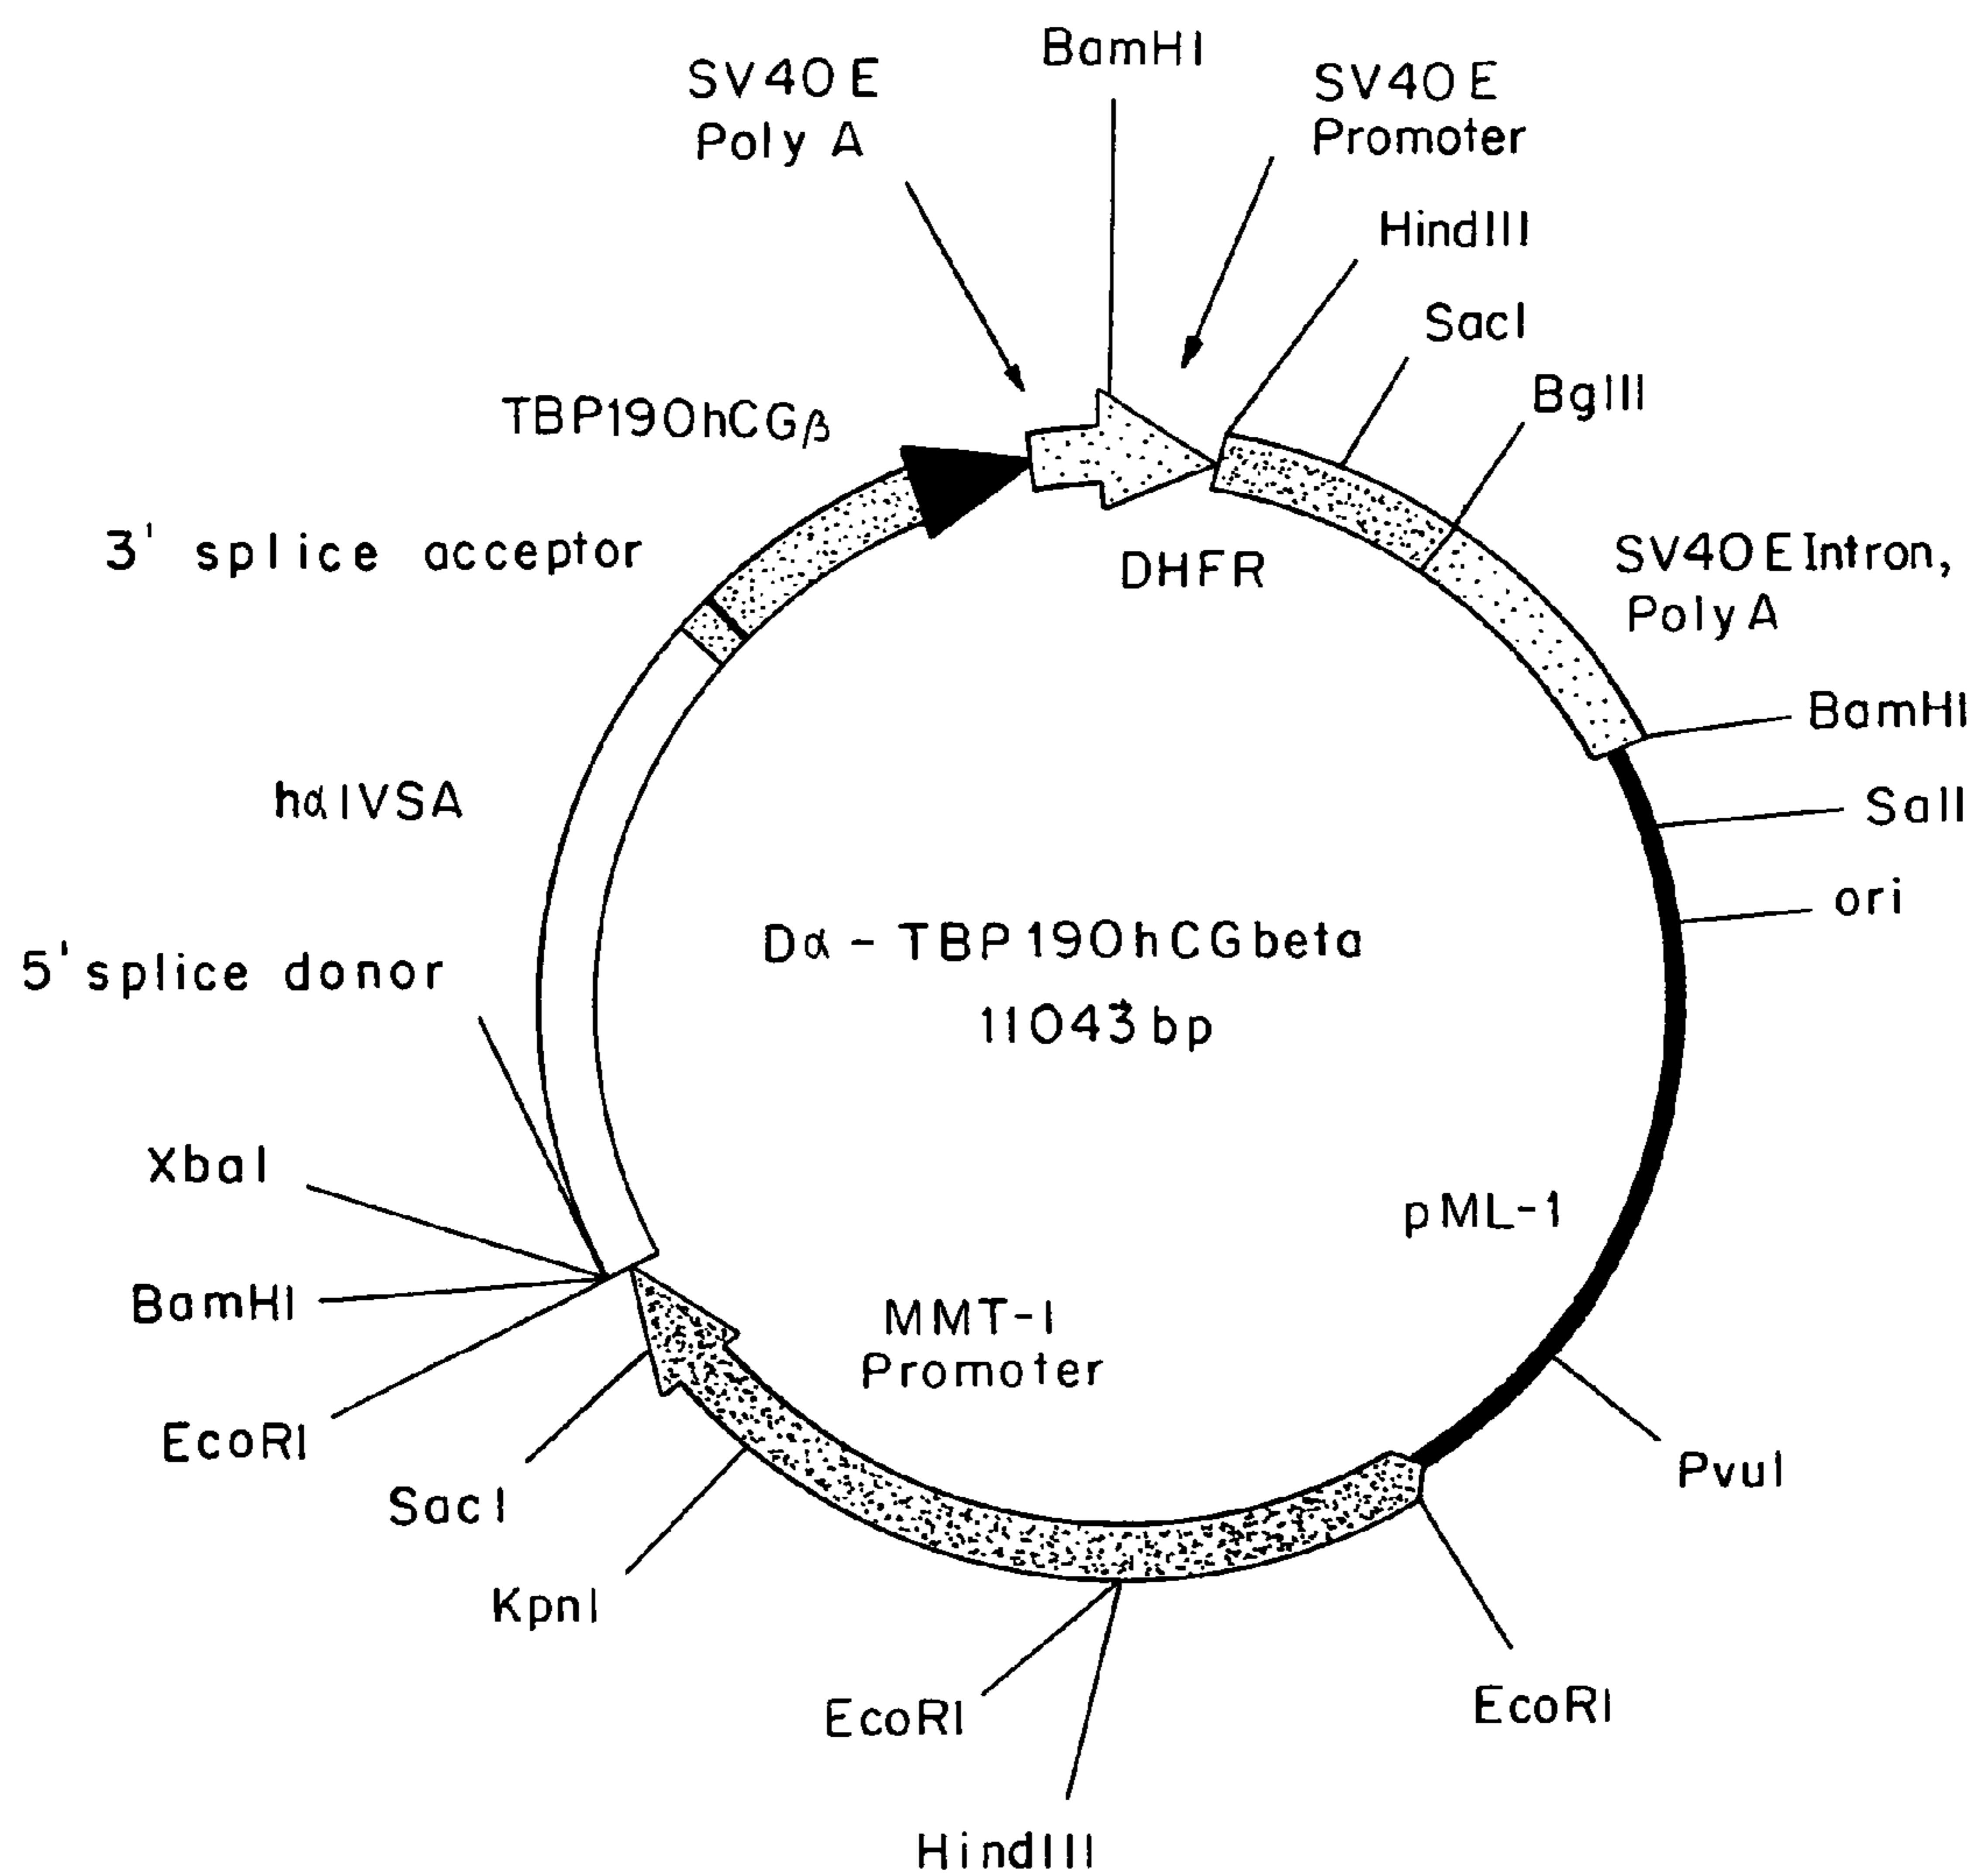 BamHI
SV40 E
Poly A
SV40 E
Promoter
HindIII
SacI
BglII
TBP190hCGβ
3' splice acceptor
DHFR
SV40 E Intron,
Poly A
BamHI
hαIVSA
SalI
ori
Dα - TBP190hCGbeta
11043bp
5' splice donor
XbaI
pML-1
BamHI
MMT-I
Promoter
EcoRI
SacI
PvuI
KpnI
EcoRI
EcoRI
HindIII